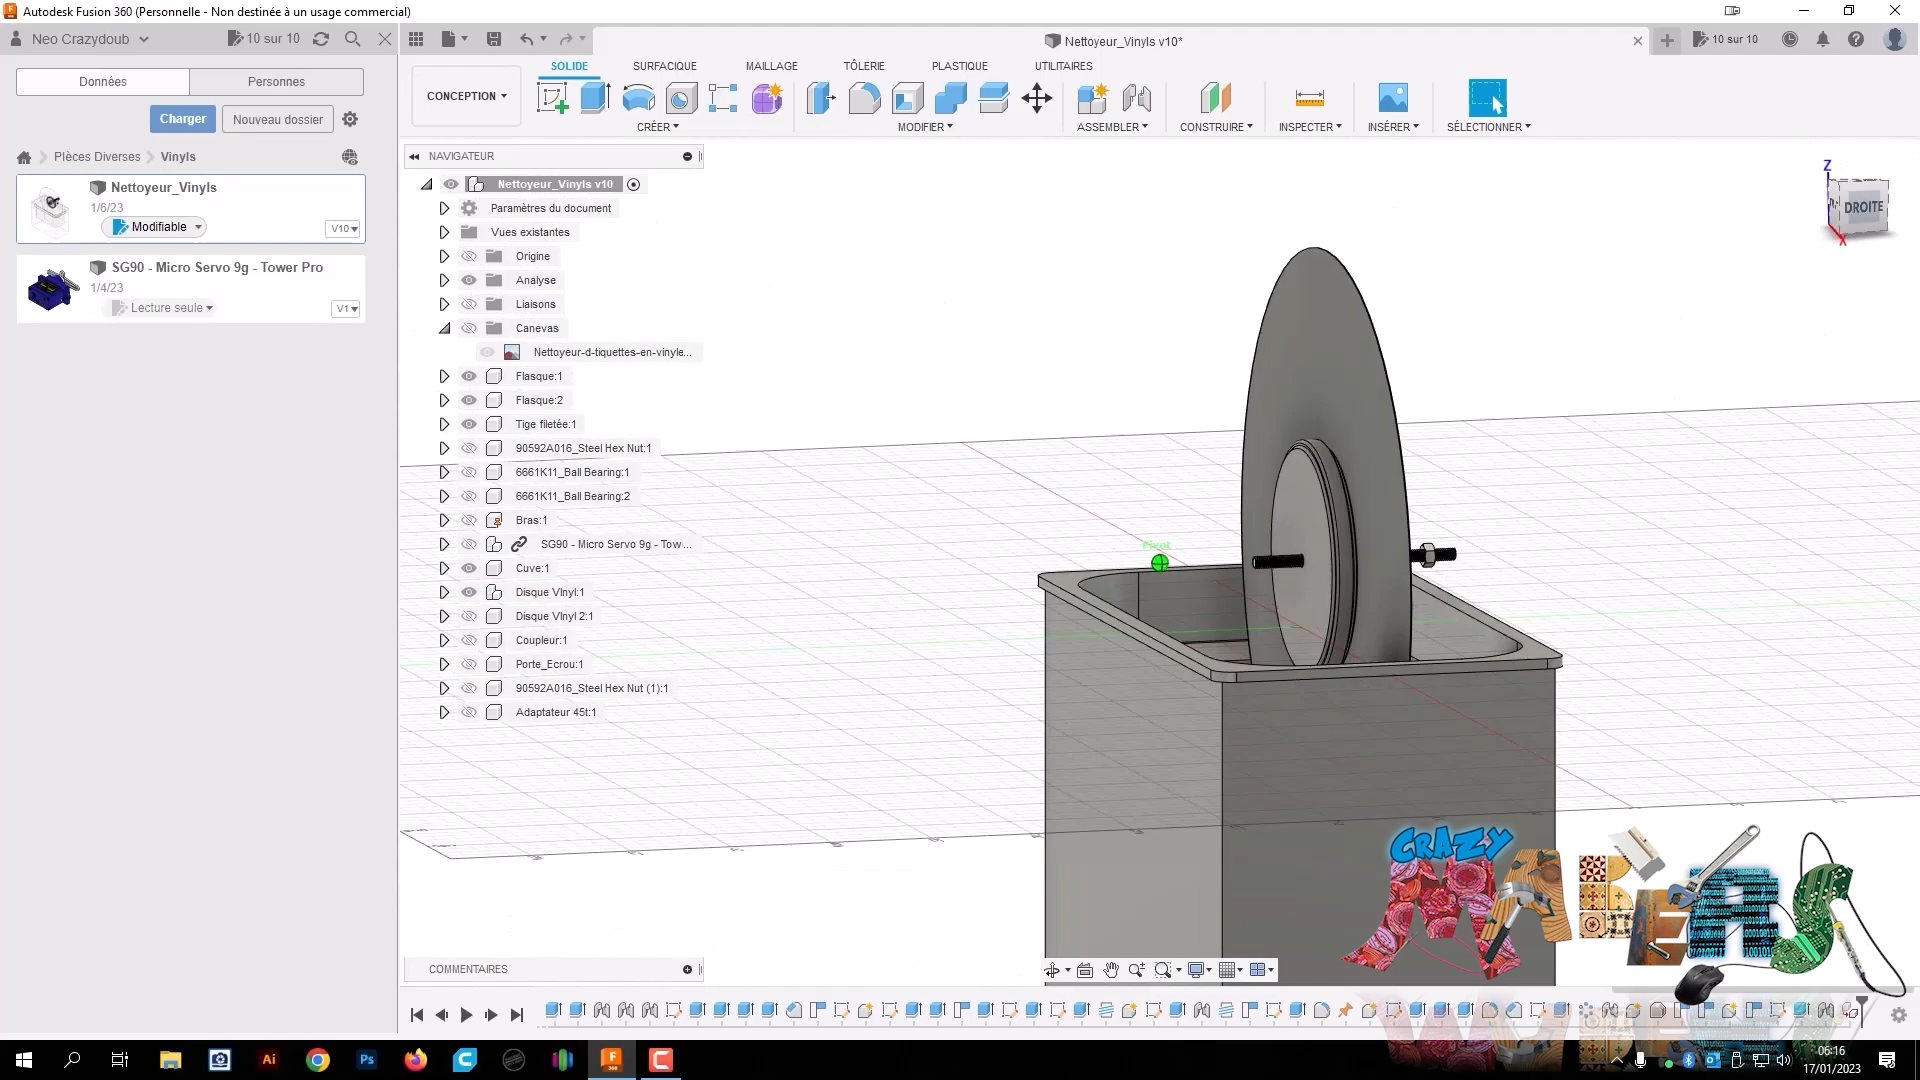 Autodesk Fusion 360 (Personnelle - Non destinée à un usage commercial)
Neo Crazydoub
10 sur 10
Nettoyeur_Vinyls v10*
10 sur 10
Données
Personnes
Charger
Nouveau dossier
Pièces Diverses
Vinyls
Nettoyeur_Vinyls
1/6/23
Modifiable
V10
SG90 - Micro Servo 9g - Tower Pro
1/4/23
Lecture seule
V1
CONCEPTION
SOLIDE
SURFACIQUE
MAILLAGE
TÔLERIE
PLASTIQUE
UTILITAIRES
CRÉER
MODIFIER
ASSEMBLER
CONSTRUIRE
INSPECTER
INSÉRER
SÉLECTIONNER
NAVIGATEUR
Nettoyeur_Vinyls v10
Paramètres du document
Vues existantes
Origine
Analyse
Liaisons
Canevas
Nettoyeur-d-tiquettes-en-vinyle...
Flasque:1
Flasque:2
Tige filetée:1
90592A016_Steel Hex Nut:1
6661K11_Ball Bearing:1
6661K11_Ball Bearing:2
Bras:1
SG90 - Micro Servo 9g - Tow...
Cuve:1
Disque VInyl:1
Disque VInyl 2:1
Coupleur:1
Porte_Ecrou:1
90592A016_Steel Hex Nut (1):1
Adaptateur 45t:1
Z
DROITE
X
Pivot
COMMENTAIRES
CRAZY
MABEAS
Ai
Ps
06:16
17/01/2023